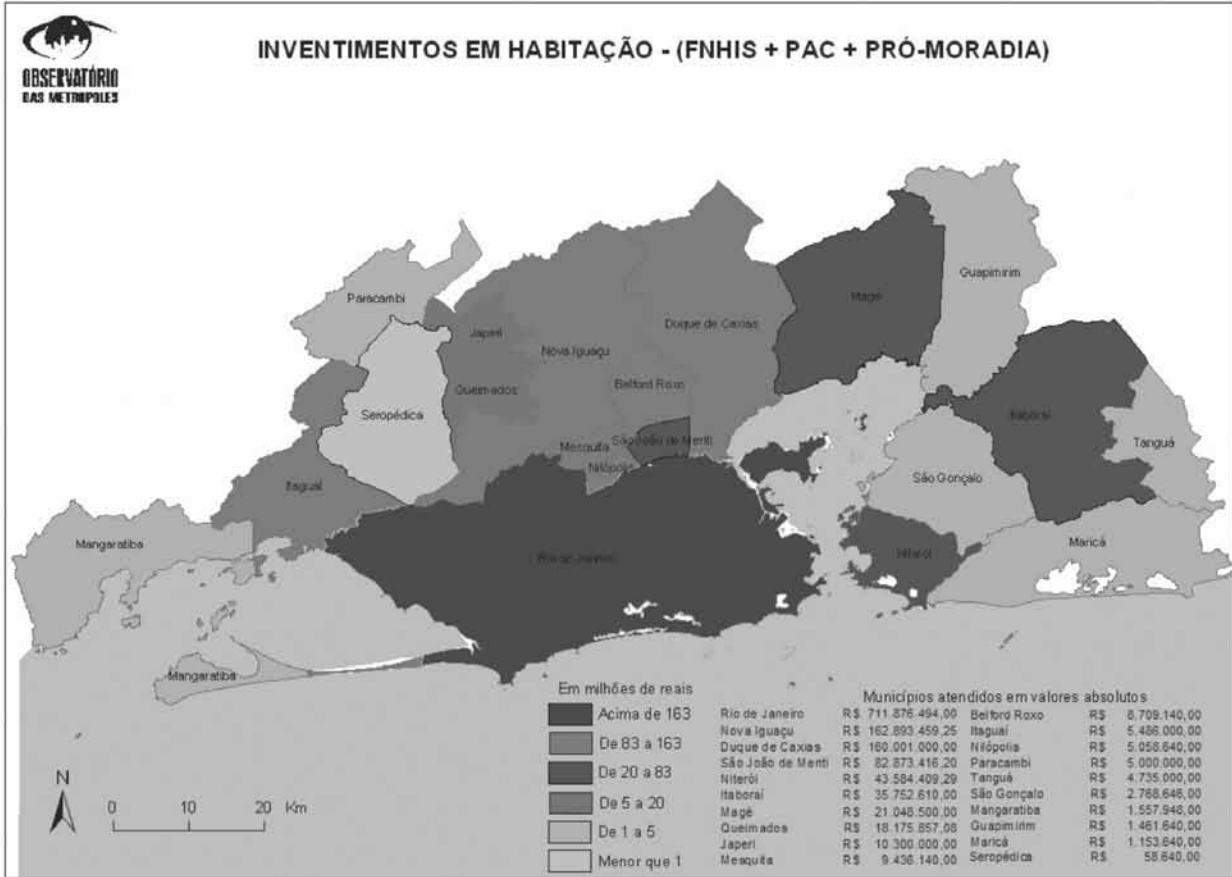 OBSERVATÓRIO
DAS METRÓPOLES
INVENTIMENTOS EM HABITAÇÃO - (FNHIS + PAC + PRÓ-MORADIA)
Paracambi
Guapimirim
Magé
Japeri
Duque de Caxias
Nova Iguaçu
Queimados
Belford Roxo
Seropédica
Itaboraí
São João de Meriti
Mesquita
Tanguá
Nilópolis
São Gonçalo
Itaguaí
Mangaratiba
Maricá
Rio de Janeiro
Niterói
Mangaratiba
Em milhões de reais
Acima de 163
De 83 a 163
De 20 a 83
De 5 a 20
De 1 a 5
Menor que 1
Municípios atendidos em valores absolutos
Rio de Janeiro R$ 711.876.494,00 Belford Roxo R$ 8.709.140,00
Nova Iguaçu R$ 162.893.459,25 Itaguaí R$ 5.486.000,00
Duque de Caxias R$ 160.001.000,00 Nilópolis R$ 5.058.640,00
São João de Meriti R$ 82.873.416,20 Paracambi R$ 5.000.000,00
Niterói R$ 43.584.409,29 Tanguá R$ 4.735.000,00
Itaboraí R$ 35.752.610,00 São Gonçalo R$ 2.768.646,00
Magé R$ 21.048.500,00 Mangaratiba R$ 1.557.948,00
Queimados R$ 18.175.857,08 Guapimirim R$ 1.461.640,00
Japeri R$ 10.300.000,00 Maricá R$ 1.153.640,00
Mesquita R$ 9.436.140,00 Seropédica R$ 58.640,00
N
0 10 20 Km